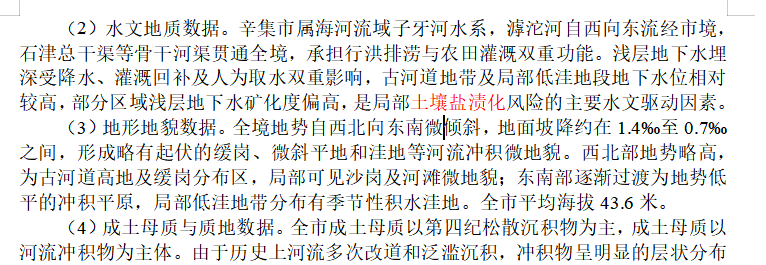 （2）水文地质数据。辛集市属海河流域子牙河水系，滹沱河自西向东流经市境，
石津总干渠等骨干河渠贯通全境，承担行洪排涝与农田灌溉双重功能。浅层地下水埋
深受降水、灌溉回补及人为取水双重影响，古河道地带及局部低洼地段地下水位相对
较高，部分区域浅层地下水矿化度偏高，是局部土壤盐渍化风险的主要水文驱动因素。
（3）地形地貌数据。全境地势自西北向东南微倾斜，地面坡降约在 1.4‰至 0.7‰
之间，形成略有起伏的缓岗、微斜平地和洼地等河流冲积微地貌。西北部地势略高，
为古河道高地及缓岗分布区，局部可见沙岗及河滩微地貌；东南部逐渐过渡为地势低
平的冲积平原，局部低洼地带分布有季节性积水洼地。全市平均海拔 43.6 米。
（4）成土母质与质地数据。全市成土母质以第四纪松散沉积物为主，成土母质以
河流冲积物为主体。由于历史上河流多次改道和泛滥沉积，冲积物呈明显的层状分布